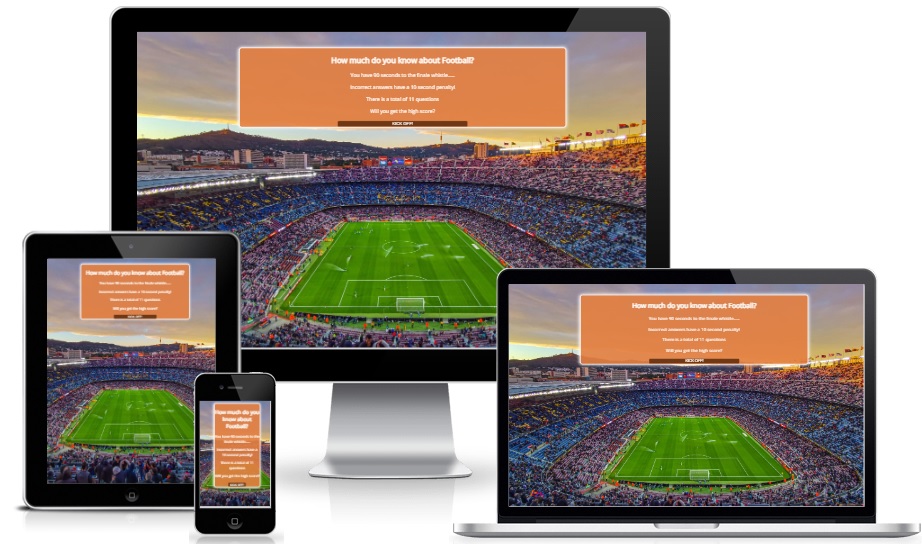 How much do you know about Football?
You have 90 seconds to the finale whistle.....
Incorrect answers have a 10 second penalty!
There is a total of 11 questions
Will you get the high score?
KICK OFF!
How much do you know about Football?
You have 90 seconds to the finale whistle.....
Incorrect answers have a 10 second penalty!
There is a total of 11 questions
Will you get the high score?
KICK OFF!
How much do you know about Football?
You have 90 seconds to the finale whistle.....
Incorrect answers have a 10 second penalty!
There is a total of 11 questions
Will you get the high score?
KICK OFF!
How much do you
know about
Football?
You have 90 seconds to the
finale whistle.....
Incorrect answers have a
10 second penalty!
There is a total of 11
questions
Will you get the high score?
KICK OFF!